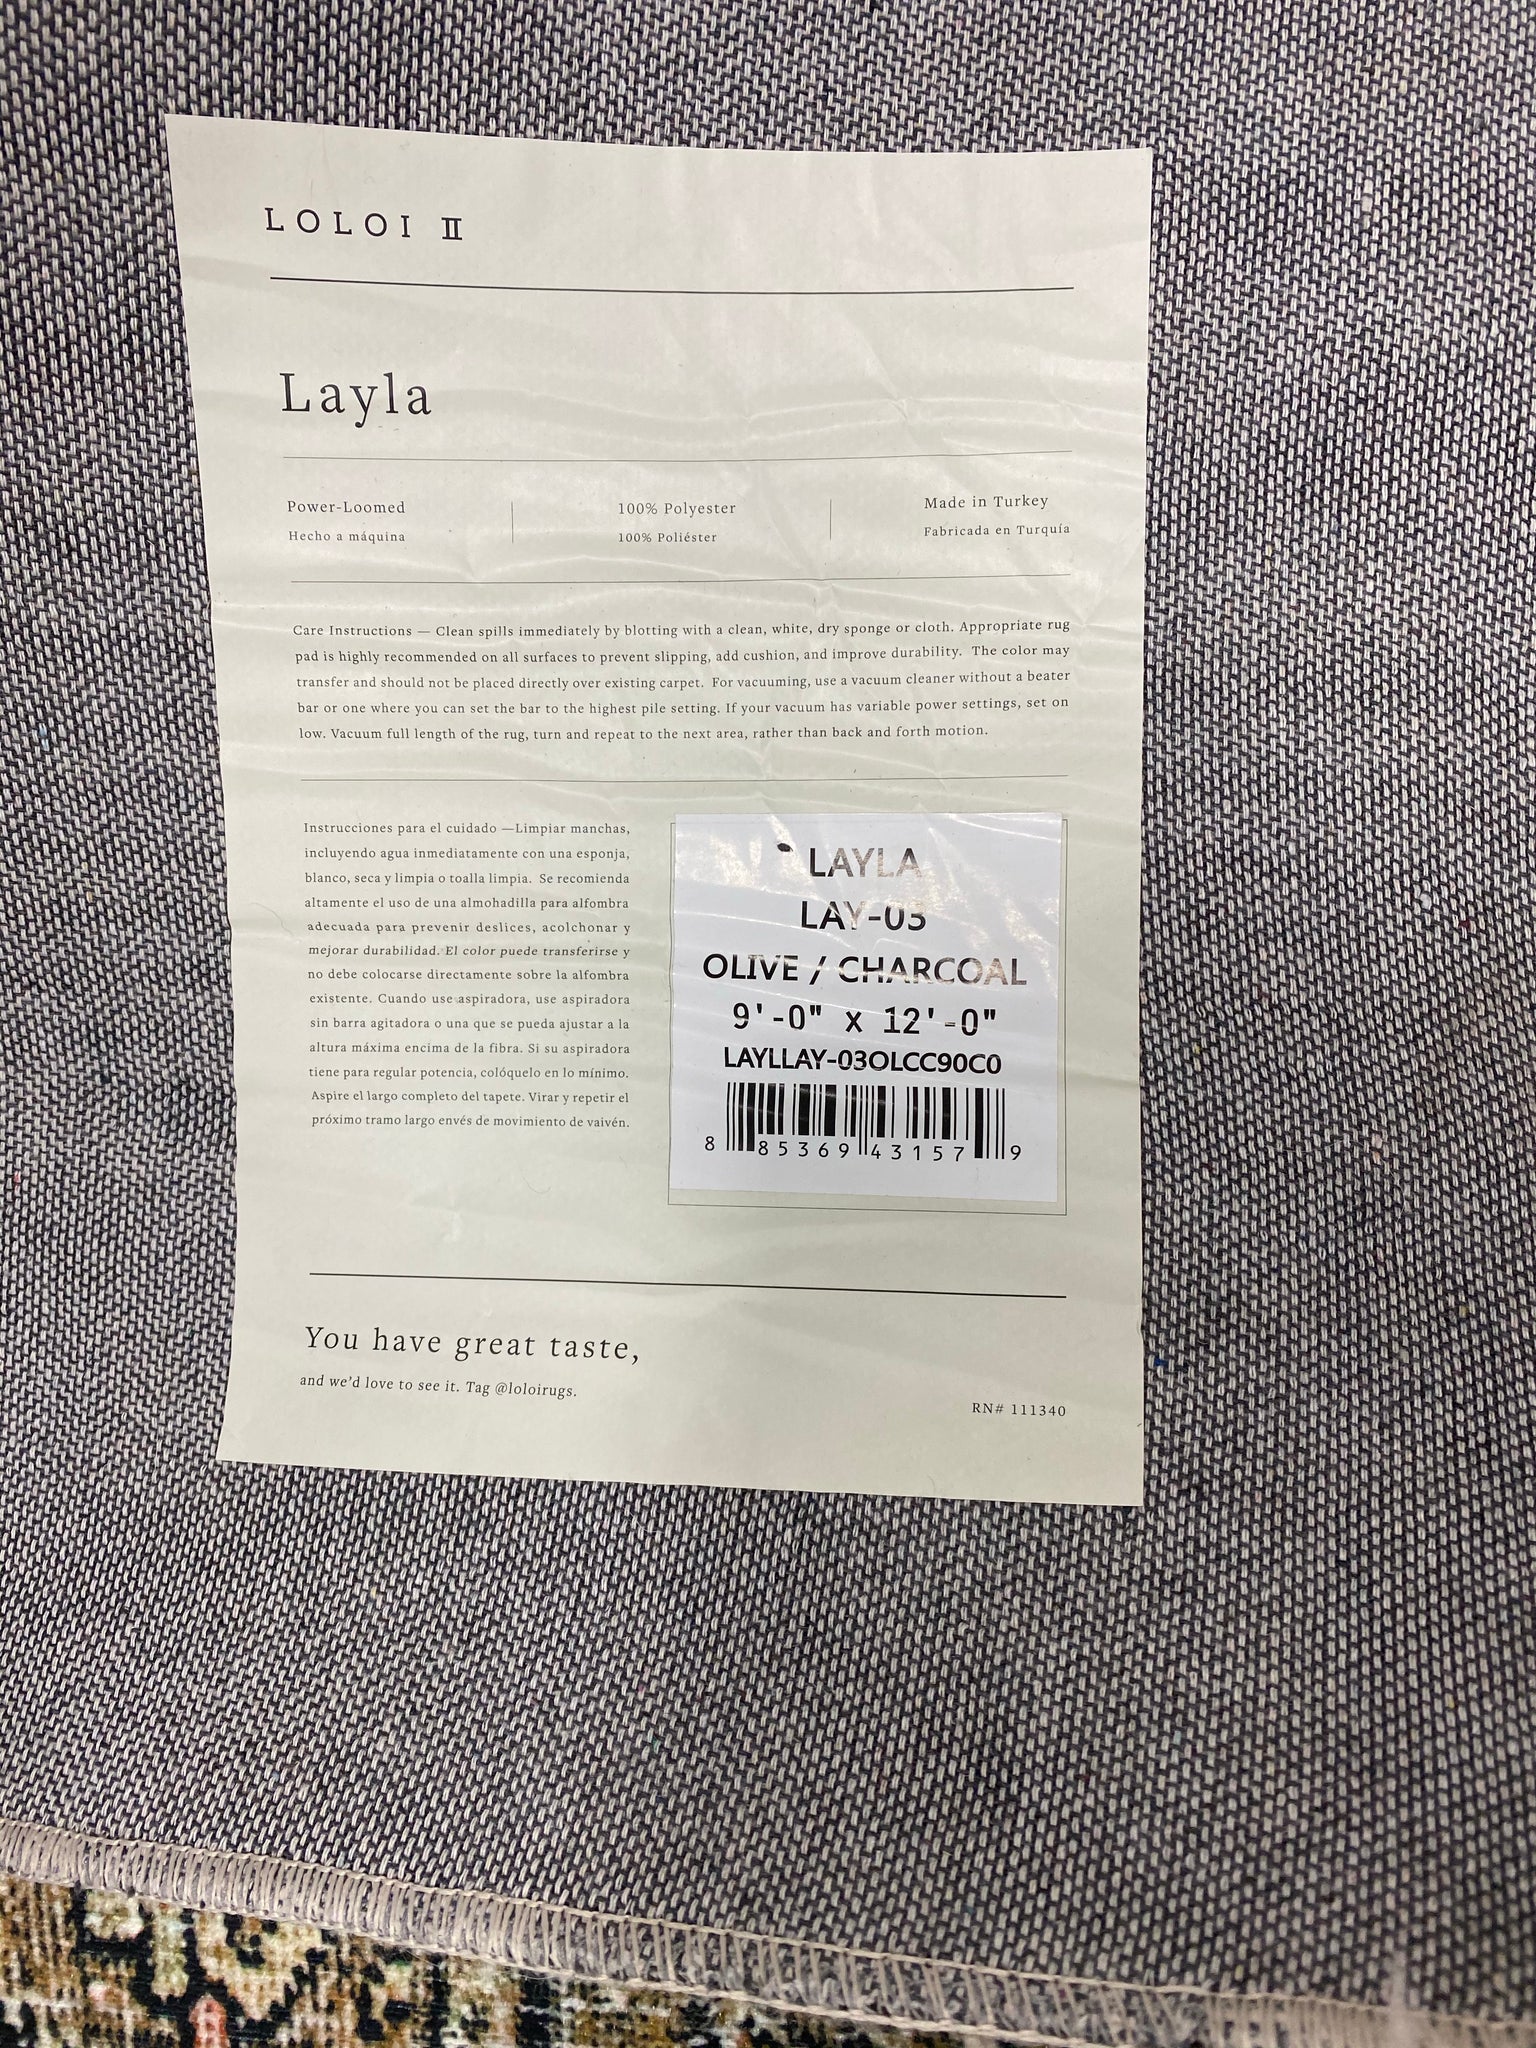 LOLOI II
Layla
Power-Loomed
Hecho a máquina
100% Polyester
100% Poliéster
Made in Turkey
Fabricada en Turquía
Care Instructions — Clean spills immediately by blotting with a clean, white, dry sponge or cloth. Appropriate rug
pad is highly recommended on all surfaces to prevent slipping, add cushion, and improve durability. The color may
transfer and should not be placed directly over existing carpet. For vacuuming, use a vacuum cleaner without a beater
bar or one where you can set the bar to the highest pile setting. If your vacuum has variable power settings, set on
low. Vacuum full length of the rug, turn and repeat to the next area, rather than back and forth motion.
Instrucciones para el cuidado —Limpiar manchas,
incluyendo agua inmediatamente con una esponja,
blanco, seca y limpia o toalla limpia. Se recomienda
altamente el uso de una almohadilla para alfombra
adecuada para prevenir deslices, acolchonar y
mejorar durabilidad. El color puede transferirse y
no debe colocarse directamente sobre la alfombra
existente. Cuando use aspiradora, use aspiradora
sin barra agitadora o una que se pueda ajustar a la
altura máxima encima de la fibra. Si su aspiradora
tiene para regular potencia, colóquelo en lo mínimo.
Aspire el largo completo del tapete. Virar y repetir el
próximo tramo largo envés de movimiento de vaivén.
LAYLA
LAY-03
OLIVE / CHARCOAL
9'-0" x 12'-0"
LAYLLAY-03OLCC90C0
8 85369 43157 9
You have great taste,
and we'd love to see it. Tag @loloirugs.
RN# 111340